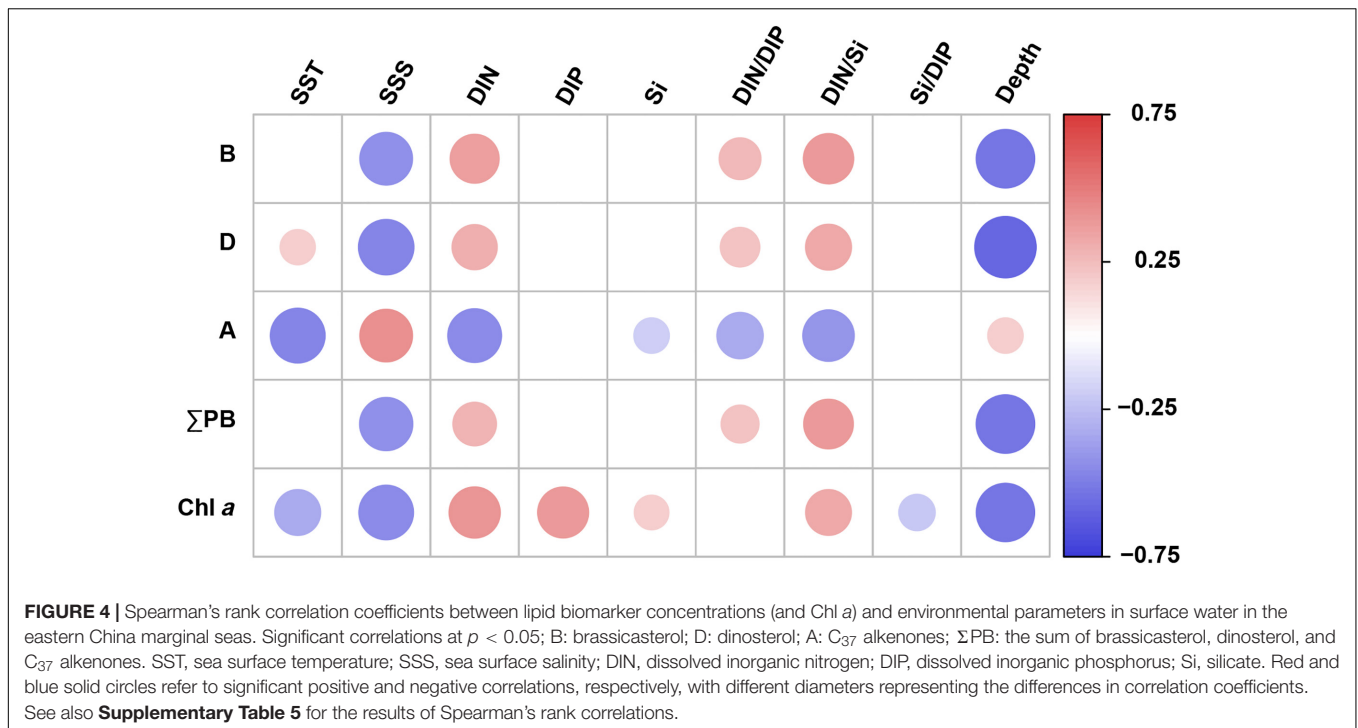 SST SSS DIN DIP Si DIN/DIP DIN/Si Si/DIP Depth
B
D
A
∑PB
Chl a
0.75
0.25
−0.25
−0.75
FIGURE 4 | Spearman's rank correlation coefficients between lipid biomarker concentrations (and Chl a) and environmental parameters in surface water in the
eastern China marginal seas. Significant correlations at p < 0.05; B: brassicasterol; D: dinosterol; A: C37 alkenones; ΣPB: the sum of brassicasterol, dinosterol, and
C37 alkenones. SST, sea surface temperature; SSS, sea surface salinity; DIN, dissolved inorganic nitrogen; DIP, dissolved inorganic phosphorus; Si, silicate. Red and
blue solid circles refer to significant positive and negative correlations, respectively, with different diameters representing the differences in correlation coefficients.
See also Supplementary Table 5 for the results of Spearman's rank correlations.